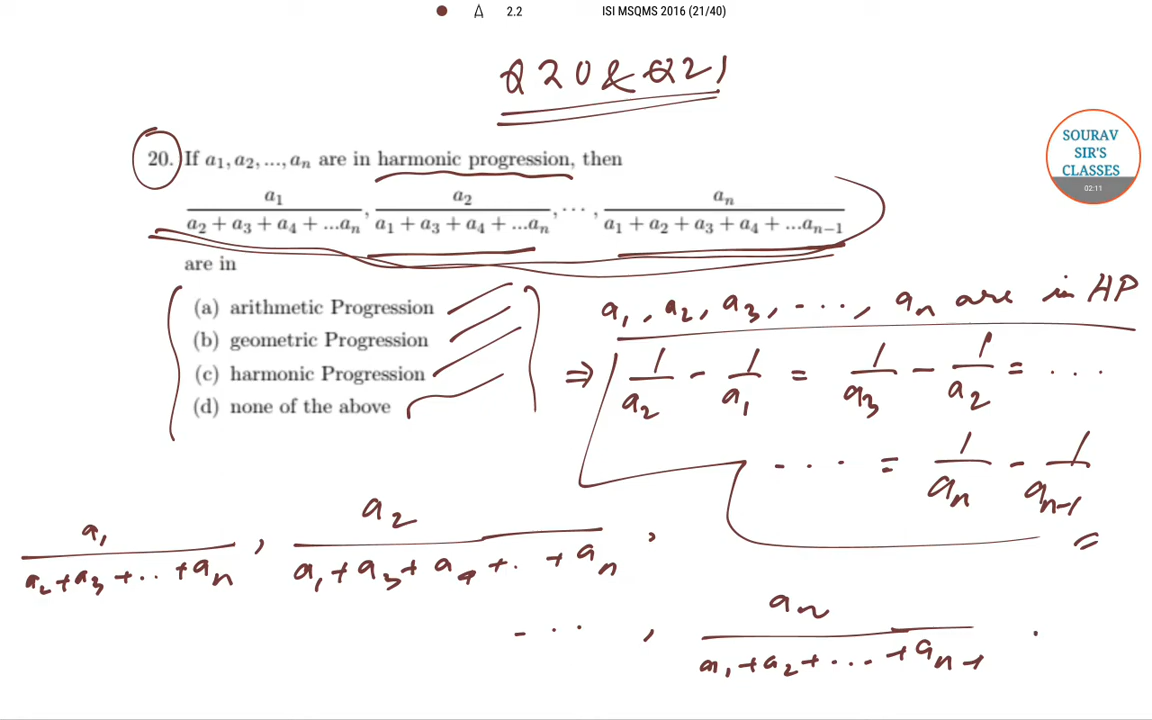 A 2.2 ISI MSQMS 2016 (21/40)
Q20 & Q21
SOURAV
SIR'S
CLASSES
02:11
20. If a1, a2, ..., an are in harmonic progression, then
a1/(a2 + a3 + a4 + ...an), a2/(a1 + a3 + a4 + ...an), ..., an/(a1 + a2 + a3 + a4 + ...an−1)
are in
(a) arithmetic Progression
(b) geometric Progression
(c) harmonic Progression
(d) none of the above
a1, a2, a3, ..., an are in HP
⇒ 1/a2 - 1/a1 = 1/a3 - 1/a2 = ...
... = 1/an - 1/an-1
=
a1/(a2+a3+..+an), a2/(a1+a3+a4+..+an),
..., an/(a1+a2+...+an-1).